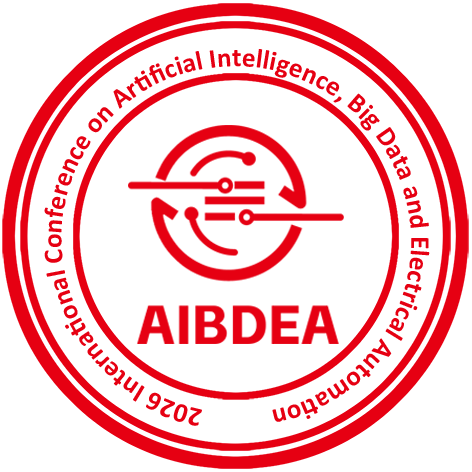 2026 International Conference on Artificial Intelligence, Big Data and Electrical Automation
AIBDEA